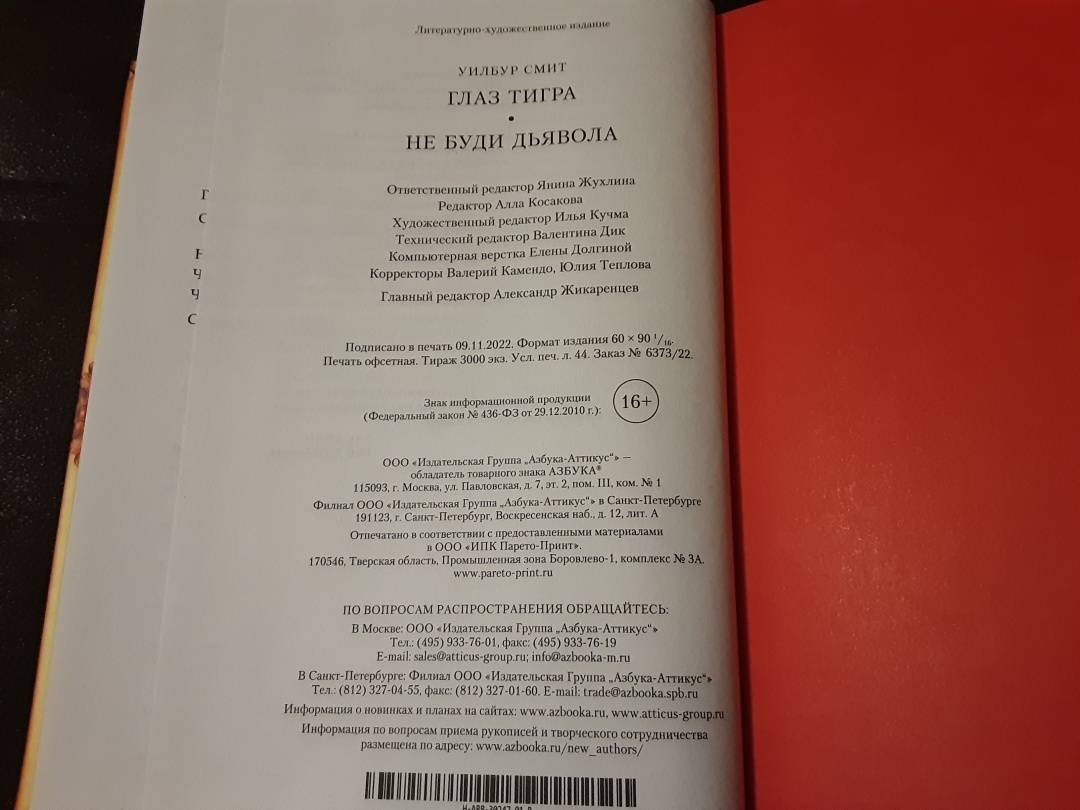 Литературно-художественное издание
УИЛБУР СМИТ
ГЛАЗ ТИГРА
•
НЕ БУДИ ДЬЯВОЛА
Ответственный редактор Янина Жухлина
Редактор Алла Косакова
Художественный редактор Илья Кучма
Технический редактор Валентина Дик
Компьютерная верстка Елены Долгиной
Корректоры Валерий Камендо, Юлия Теплова
Главный редактор Александр Жикаренцев
Подписано в печать 09.11.2022. Формат издания 60 × 90 1/16.
Печать офсетная. Тираж 3000 экз. Усл. печ. л. 44. Заказ № 6373/22.
Знак информационной продукции
(Федеральный закон № 436-ФЗ от 29.12.2010 г.):
16+
ООО «Издательская Группа „Азбука-Аттикус“» —
обладатель товарного знака АЗБУКА®
115093, г. Москва, ул. Павловская, д. 7, эт. 2, пом. III, ком. № 1
Филиал ООО «Издательская Группа „Азбука-Аттикус“» в Санкт-Петербурге
191123, г. Санкт-Петербург, Воскресенская наб., д. 12, лит. А
Отпечатано в соответствии с предоставленными материалами
в ООО «ИПК Парето-Принт».
170546, Тверская область, Промышленная зона Боровлево-1, комплекс № 3А.
www.pareto-print.ru
ПО ВОПРОСАМ РАСПРОСТРАНЕНИЯ ОБРАЩАЙТЕСЬ:
В Москве: ООО «Издательская Группа „Азбука-Аттикус“»
Тел.: (495) 933-76-01, факс: (495) 933-76-19
E-mail: sales@atticus-group.ru; info@azbooka-m.ru
В Санкт-Петербурге: Филиал ООО «Издательская Группа „Азбука-Аттикус“»
Тел.: (812) 327-04-55, факс: (812) 327-01-60. E-mail: trade@azbooka.spb.ru
Информация о новинках и планах на сайтах: www.azbooka.ru, www.atticus-group.ru
Информация по вопросам приема рукописей и творческого сотрудничества
размещена по адресу: www.azbooka.ru/new_authors/